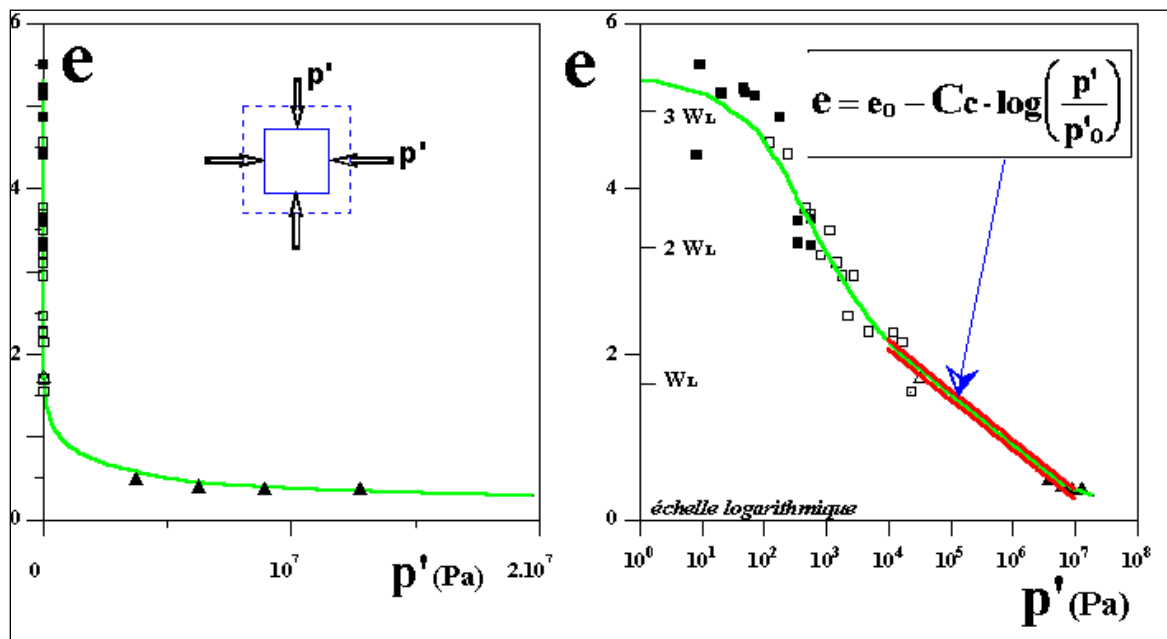 6
e
p'
p'
4
2
0
0
10⁷
2.10⁷
p' (Pa)
6
e
e = e₀ − Cc · log(p'/p'₀)
3 WL
4
2 WL
2
WL
échelle logarithmique
0
10⁰ 10¹ 10² 10³ 10⁴ 10⁵ 10⁶ 10⁷ 10⁸
p' (Pa)